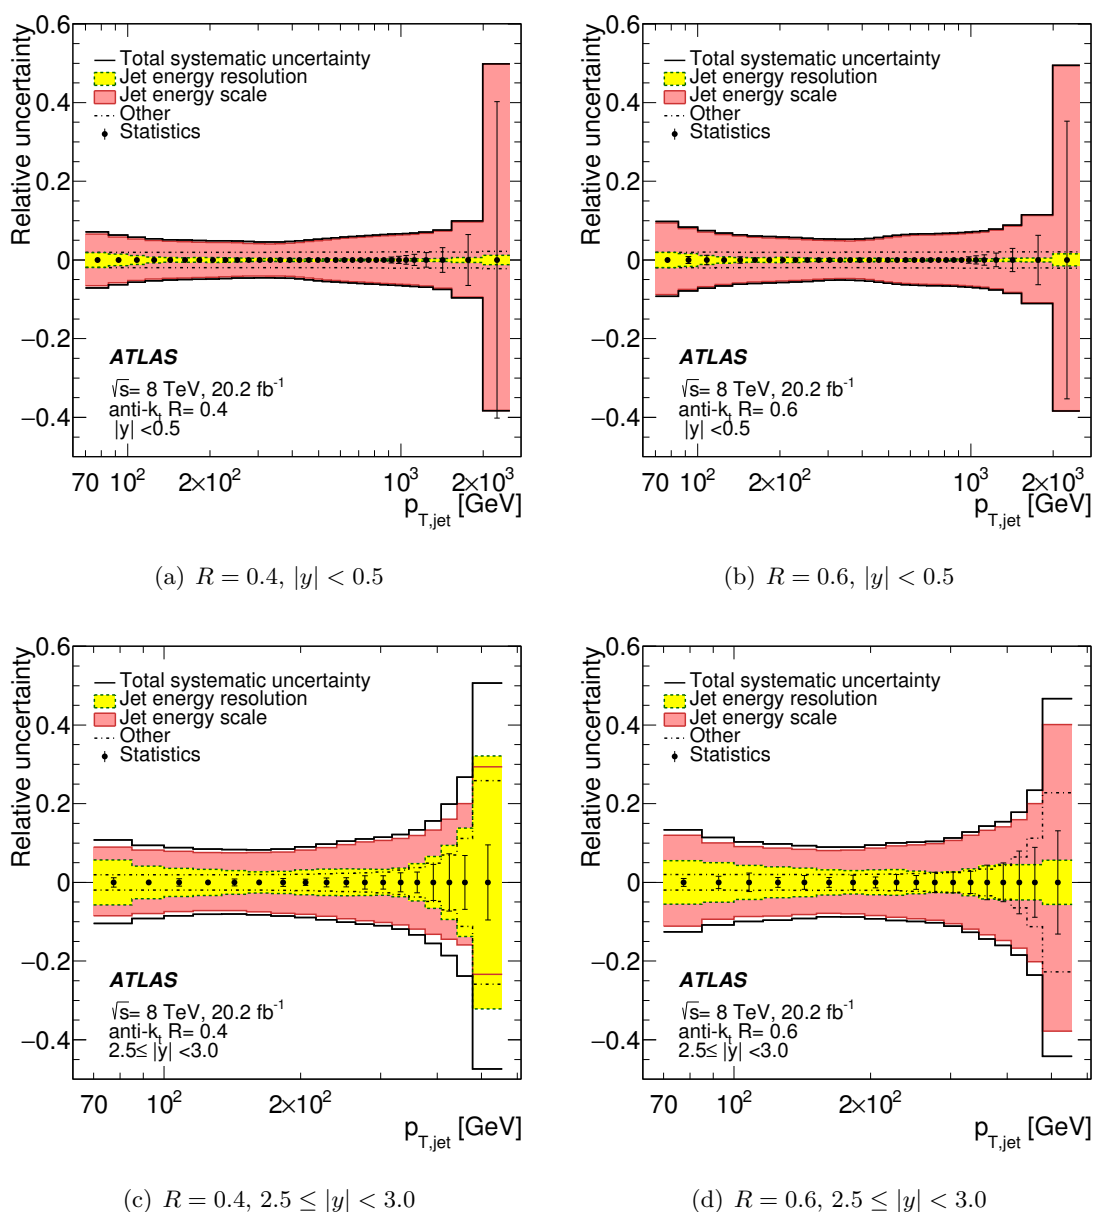 0.6
0.4
0.2
0
−0.2
−0.4
Relative uncertainty
Total systematic uncertainty
Jet energy resolution
Jet energy scale
Other
Statistics
ATLAS
√s= 8 TeV, 20.2 fb⁻¹
anti-kₜ R= 0.4
|y| <0.5
70 10² 2×10² 10³ 2×10³
p_T,jet [GeV]
(a) R = 0.4, |y| < 0.5
0.6
0.4
0.2
0
−0.2
−0.4
Relative uncertainty
Total systematic uncertainty
Jet energy resolution
Jet energy scale
Other
Statistics
ATLAS
√s= 8 TeV, 20.2 fb⁻¹
anti-kₜ R= 0.6
|y| <0.5
70 10² 2×10² 10³ 2×10³
p_T,jet [GeV]
(b) R = 0.6, |y| < 0.5
0.6
0.4
0.2
0
−0.2
−0.4
Relative uncertainty
Total systematic uncertainty
Jet energy resolution
Jet energy scale
Other
Statistics
ATLAS
√s= 8 TeV, 20.2 fb⁻¹
anti-kₜ R= 0.4
2.5≤ |y| <3.0
70 10² 2×10²
p_T,jet [GeV]
(c) R = 0.4, 2.5 ≤ |y| < 3.0
0.6
0.4
0.2
0
−0.2
−0.4
Relative uncertainty
Total systematic uncertainty
Jet energy resolution
Jet energy scale
Other
Statistics
ATLAS
√s= 8 TeV, 20.2 fb⁻¹
anti-kₜ R= 0.6
2.5≤ |y| <3.0
70 10² 2×10²
p_T,jet [GeV]
(d) R = 0.6, 2.5 ≤ |y| < 3.0